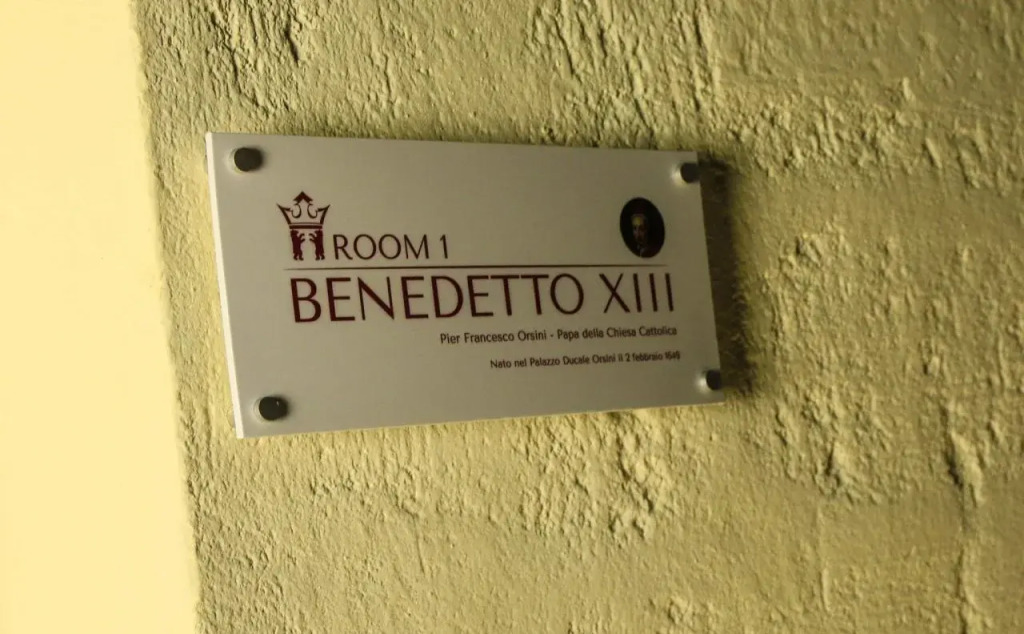 ROOM 1
BENEDETTO XIII
Pier Francesco Orsini - Papa della Chiesa Cattolica
Nato nel Palazzo Ducale Orsini il 2 febbraio 1649